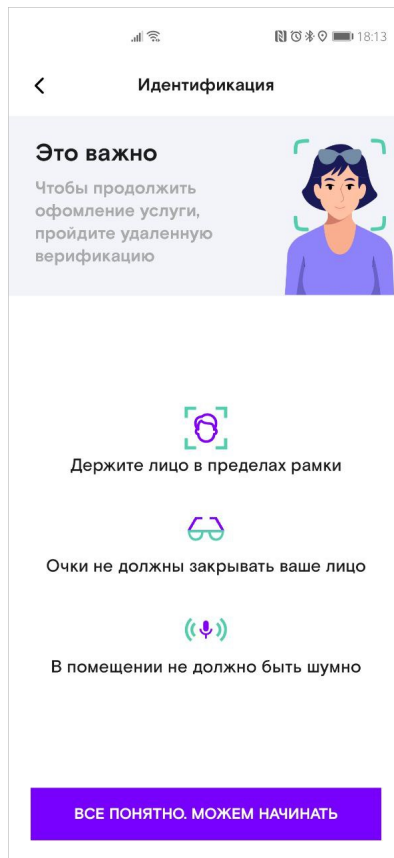 18:13
Идентификация
Это важно
Чтобы продолжить
офомление услуги,
пройдите удаленную
верификацию
Держите лицо в пределах рамки
Очки не должны закрывать ваше лицо
В помещении не должно быть шумно
ВСЕ ПОНЯТНО. МОЖЕМ НАЧИНАТЬ